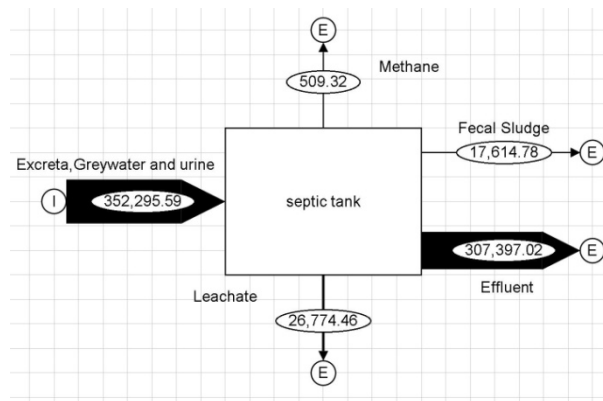 E
Methane
509.32
Fecal Sludge
17,614.78
E
Excreta,Greywater and urine
I
352,295.59
septic tank
307,397.02
E
Effluent
Leachate
26,774.46
E